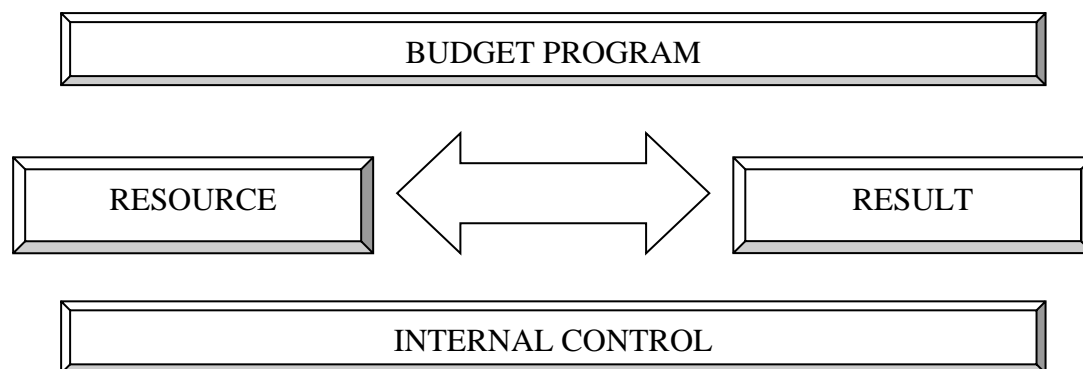 BUDGET PROGRAM
RESOURCE
RESULT
INTERNAL CONTROL